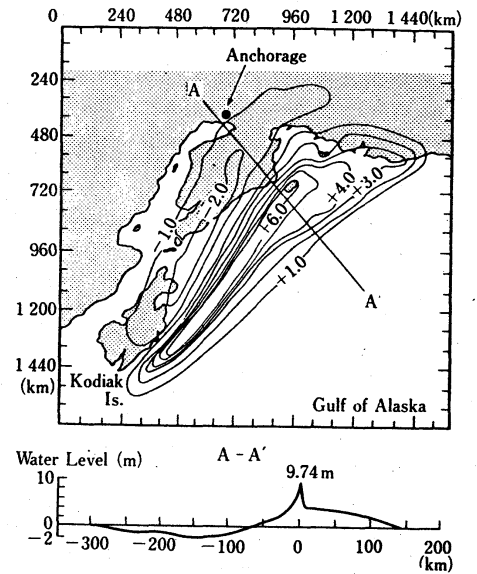 0 240 480 720 960 1 200 1 440(km)
Anchorage
A
240
480
720
960
1 200
1 440
(km)
-1.0
-2.0
+6.0
+4.0
+3.0
+1.0
A
Kodiak
Is.
Gulf of Alaska
Water Level (m)
A - A′
9.74 m
10
0
-2
-300 -200 -100 0 100 200
(km)